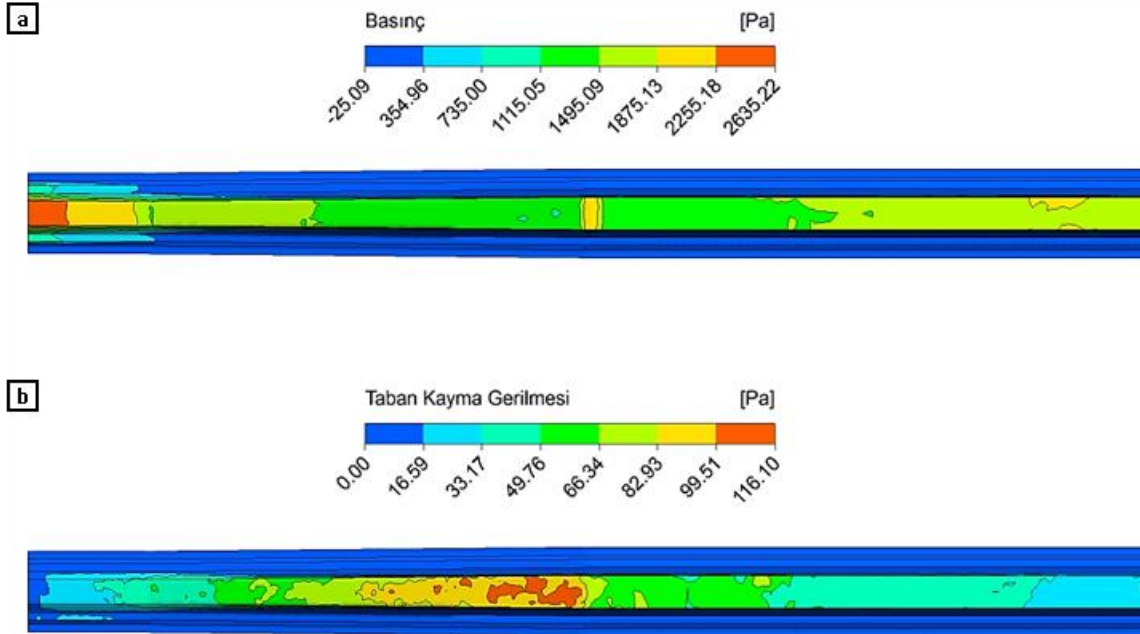 a
Basınç [Pa]
-25.09 354.96 735.00 1115.05 1495.09 1875.13 2255.18 2635.22
b
Taban Kayma Gerilmesi [Pa]
0.00 16.59 33.17 49.76 66.34 82.93 99.51 116.10